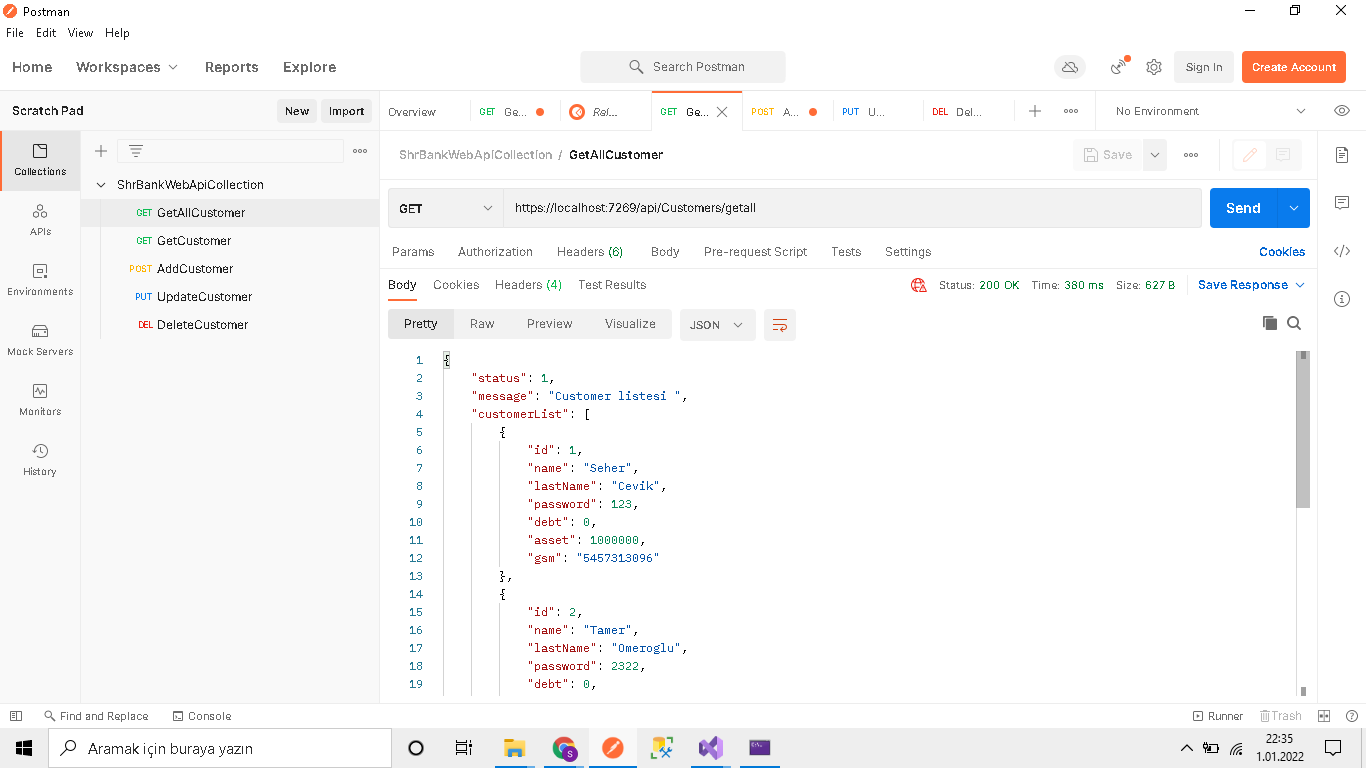 Postman
File Edit View Help
Home Workspaces Reports Explore Search Postman Sign In Create Account
Scratch Pad New Import
Overview GET Ge... Rel... GET Ge... POST A... PUT U... DEL Del... No Environment
ShrBankWebApiCollection / GetAllCustomer Save
Collections
APIs
Environments
Mock Servers
Monitors
History
ShrBankWebApiCollection
GET GetAllCustomer
GET GetCustomer
POST AddCustomer
PUT UpdateCustomer
DEL DeleteCustomer
GET https://localhost:7269/api/Customers/getall Send
Params Authorization Headers (6) Body Pre-request Script Tests Settings Cookies
Body Cookies Headers (4) Test Results Status: 200 OK Time: 380 ms Size: 627 B Save Response
Pretty Raw Preview Visualize JSON
1 {
2 "status": 1,
3 "message": "Customer listesi ",
4 "customerList": [
5 {
6 "id": 1,
7 "name": "Seher",
8 "lastName": "Cevik",
9 "password": 123,
10 "debt": 0,
11 "asset": 1000000,
12 "gsm": "5457313096"
13 },
14 {
15 "id": 2,
16 "name": "Tamer",
17 "lastName": "Omeroglu",
18 "password": 2322,
19 "debt": 0,
Find and Replace Console Runner Trash
Aramak için buraya yazın S 22:35
1.01.2022